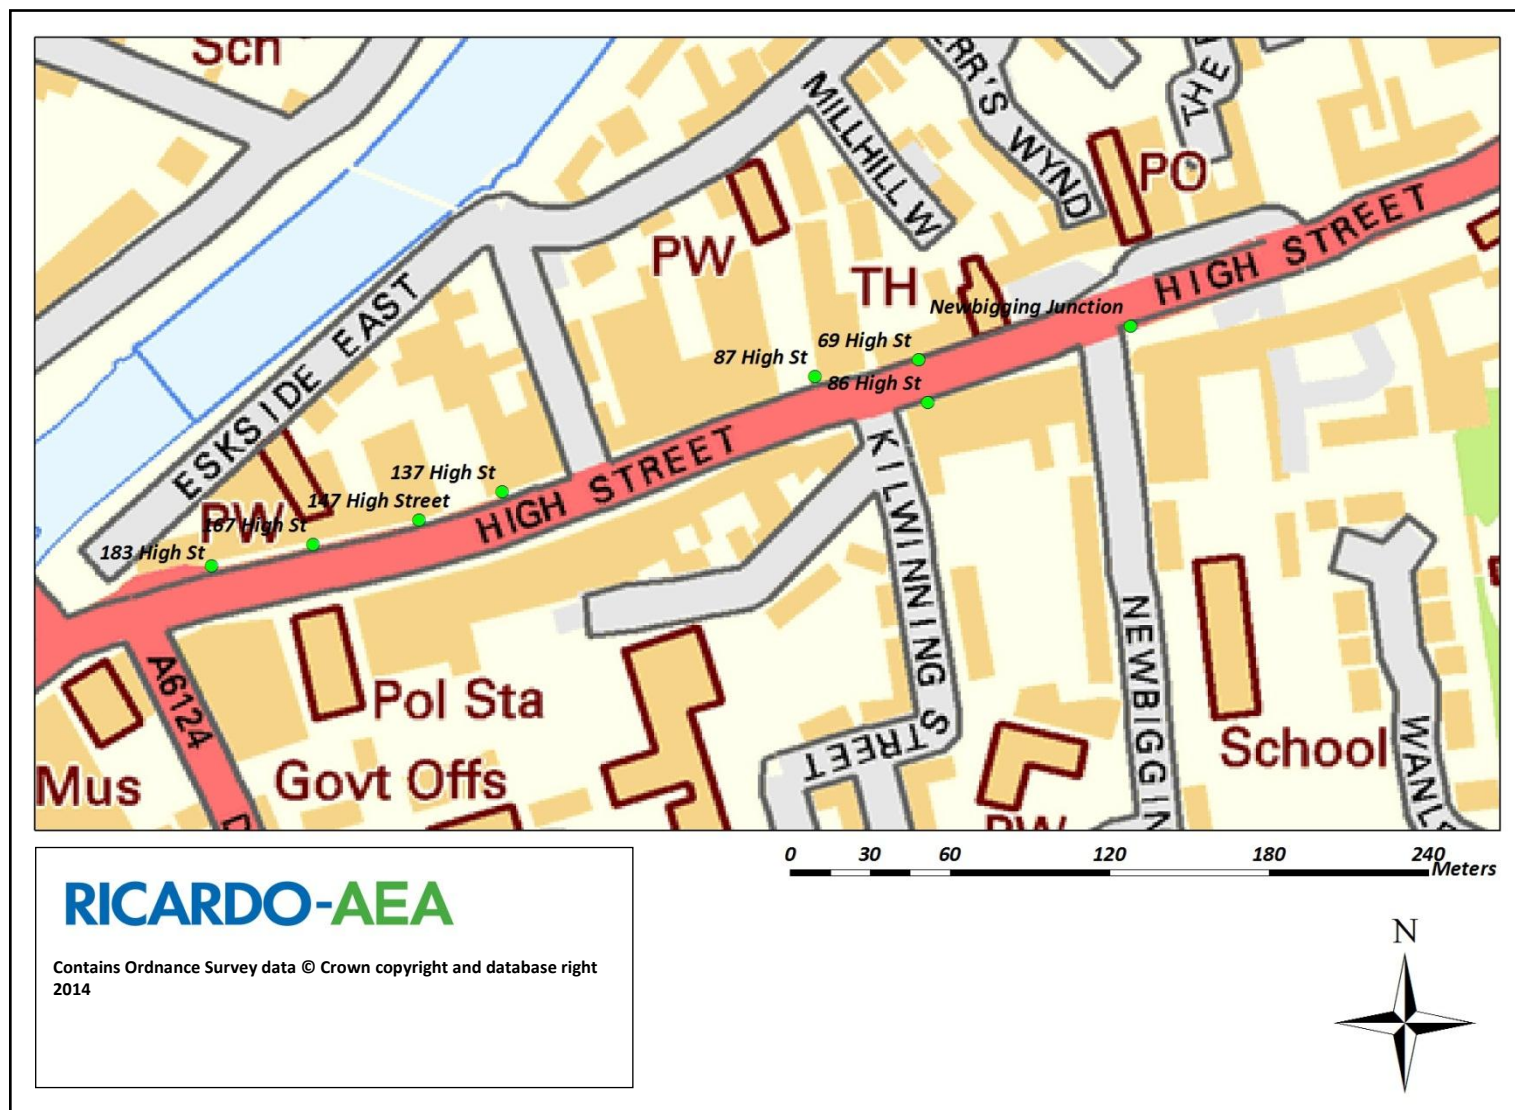 Sch
MILLHILL W
ERR'S WYND
THE
PO
PW
TH
HIGH STREET
Newbigging Junction
69 High St
87 High St
86 High St
ESKSIDE EAST
137 High St
147 High Street
HIGH STREET
PW
167 High St
183 High St
KILWINNING STREET
NEWBIGGIN
A6124
Pol Sta
Govt Offs
Mus
School
WANLS
PW
0 30 60 120 180 240
Meters
RICARDO-AEA
Contains Ordnance Survey data © Crown copyright and database right
2014
N